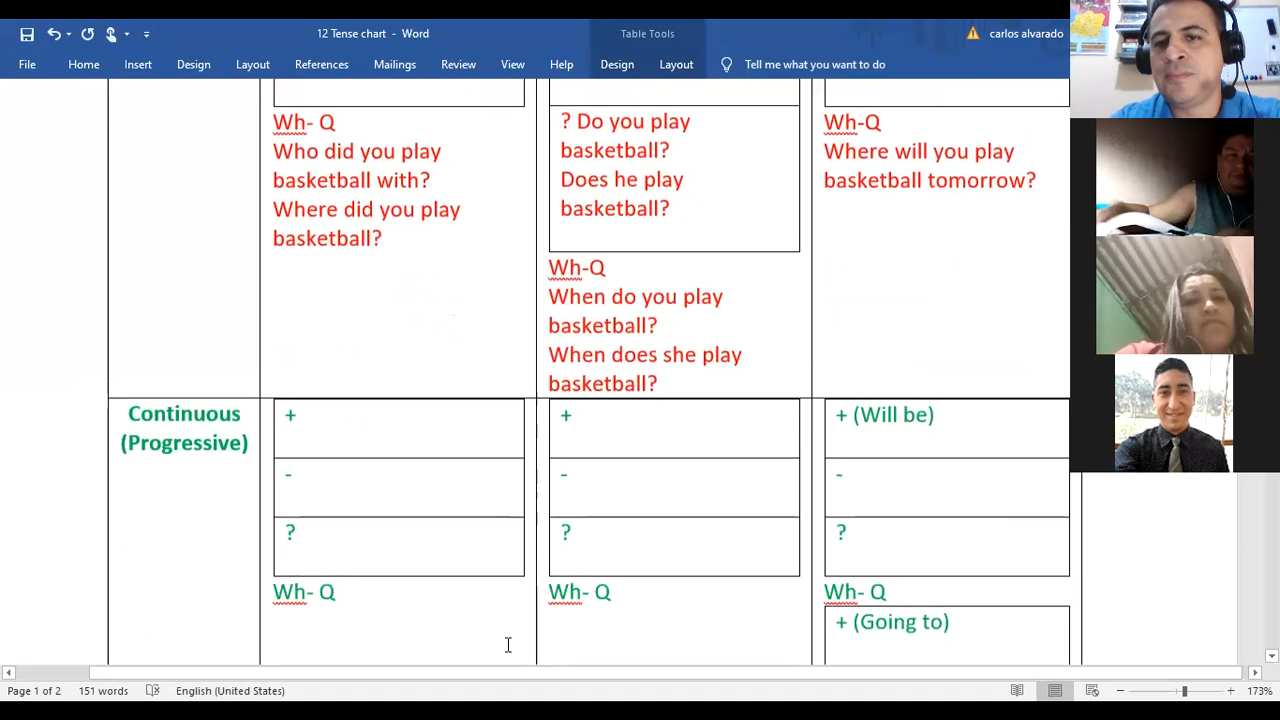 12 Tense chart - Word
Table Tools
carlos alvarado
File
Home
Insert
Design
Layout
References
Mailings
Review
View
Help
Design
Layout
Tell me what you want to do
Wh- Q
Who did you play
basketball with?
Where did you play
basketball?
? Do you play
basketball?
Does he play
basketball?
Wh-Q
When do you play
basketball?
When does she play
basketball?
Wh-Q
Where will you play
basketball tomorrow?
Continuous
(Progressive)
+
-
?
Wh- Q
+
-
?
Wh- Q
+ (Will be)
-
?
Wh- Q
+ (Going to)
Page 1 of 2
151 words
English (United States)
173%